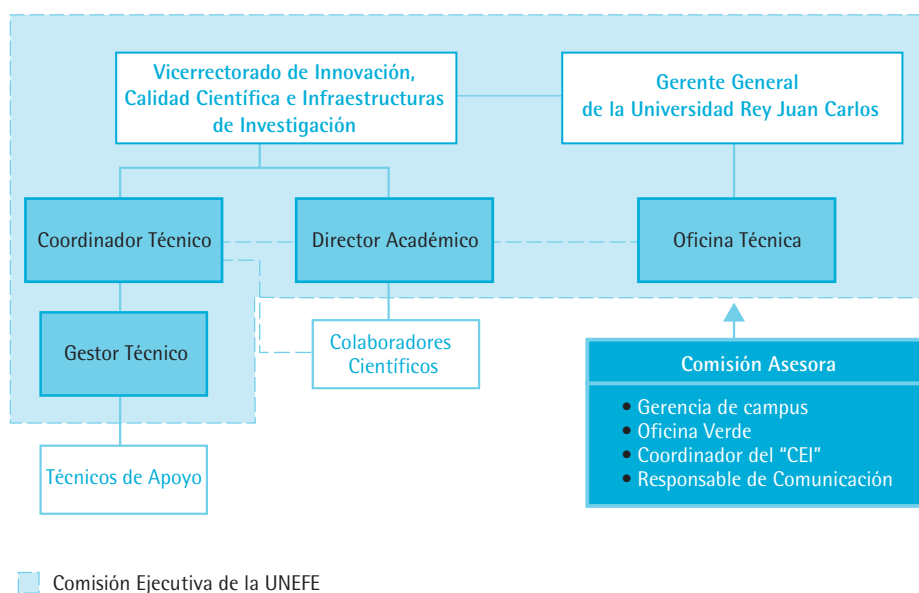 Vicerrectorado de Innovación,
Calidad Científica e Infraestructuras
de Investigación
Gerente General
de la Universidad Rey Juan Carlos
Coordinador Técnico
Director Académico
Oficina Técnica
Gestor Técnico
Colaboradores
Científicos
Técnicos de Apoyo
Comisión Asesora
• Gerencia de campus
• Oficina Verde
• Coordinador del “CEI”
• Responsable de Comunicación
Comisión Ejecutiva de la UNEFE